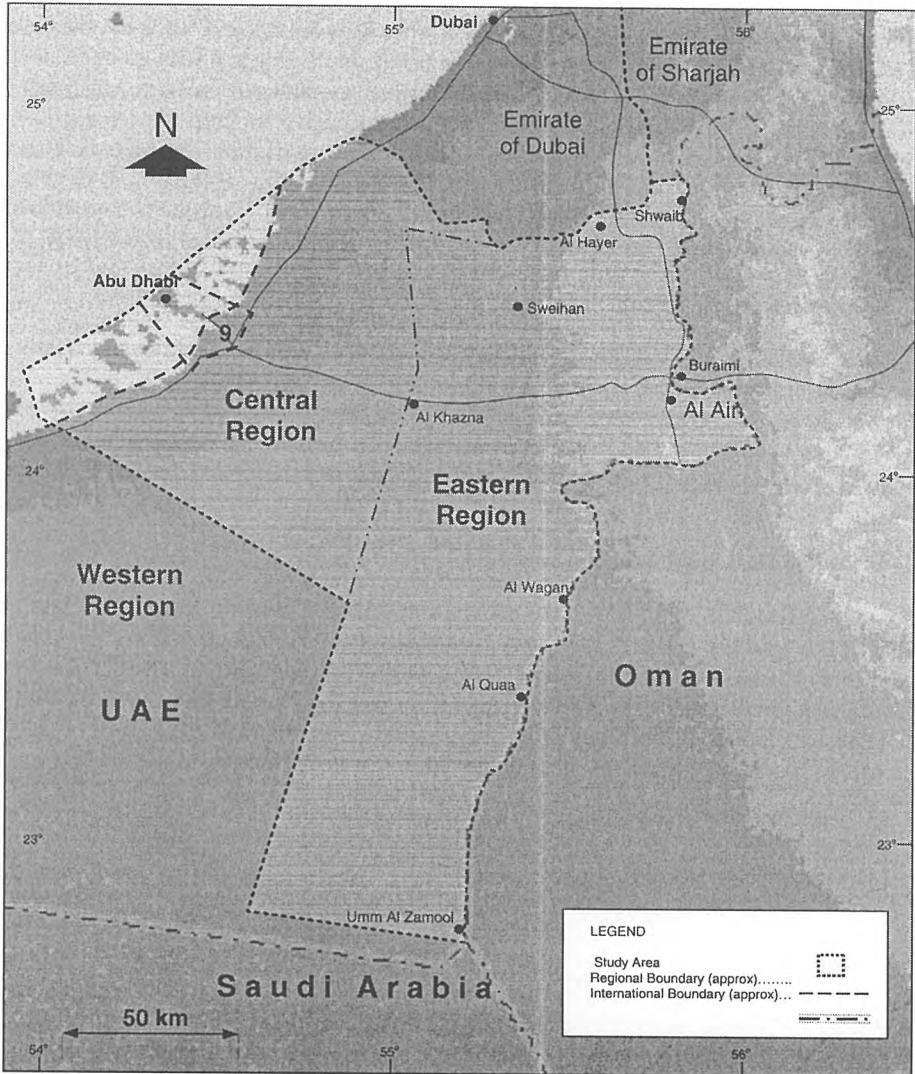 54°
55°
Dubai
56°
Emirate
of Sharjah
25°
25°
N
Emirate
of Dubai
Shwaib
Al Hayer
Abu Dhabi
Sweihan
9
Buraimi
Central
Region
Al Khazna
Al Ain
24°
24°
Eastern
Region
Western
Region
Al Wagan
Oman
Al Quaa
UAE
23°
23°
Umm Al Zamool
LEGEND
Study Area
Regional Boundary (approx)........
International Boundary (approx)...
Saudi Arabia
50 km
54°
55°
56°